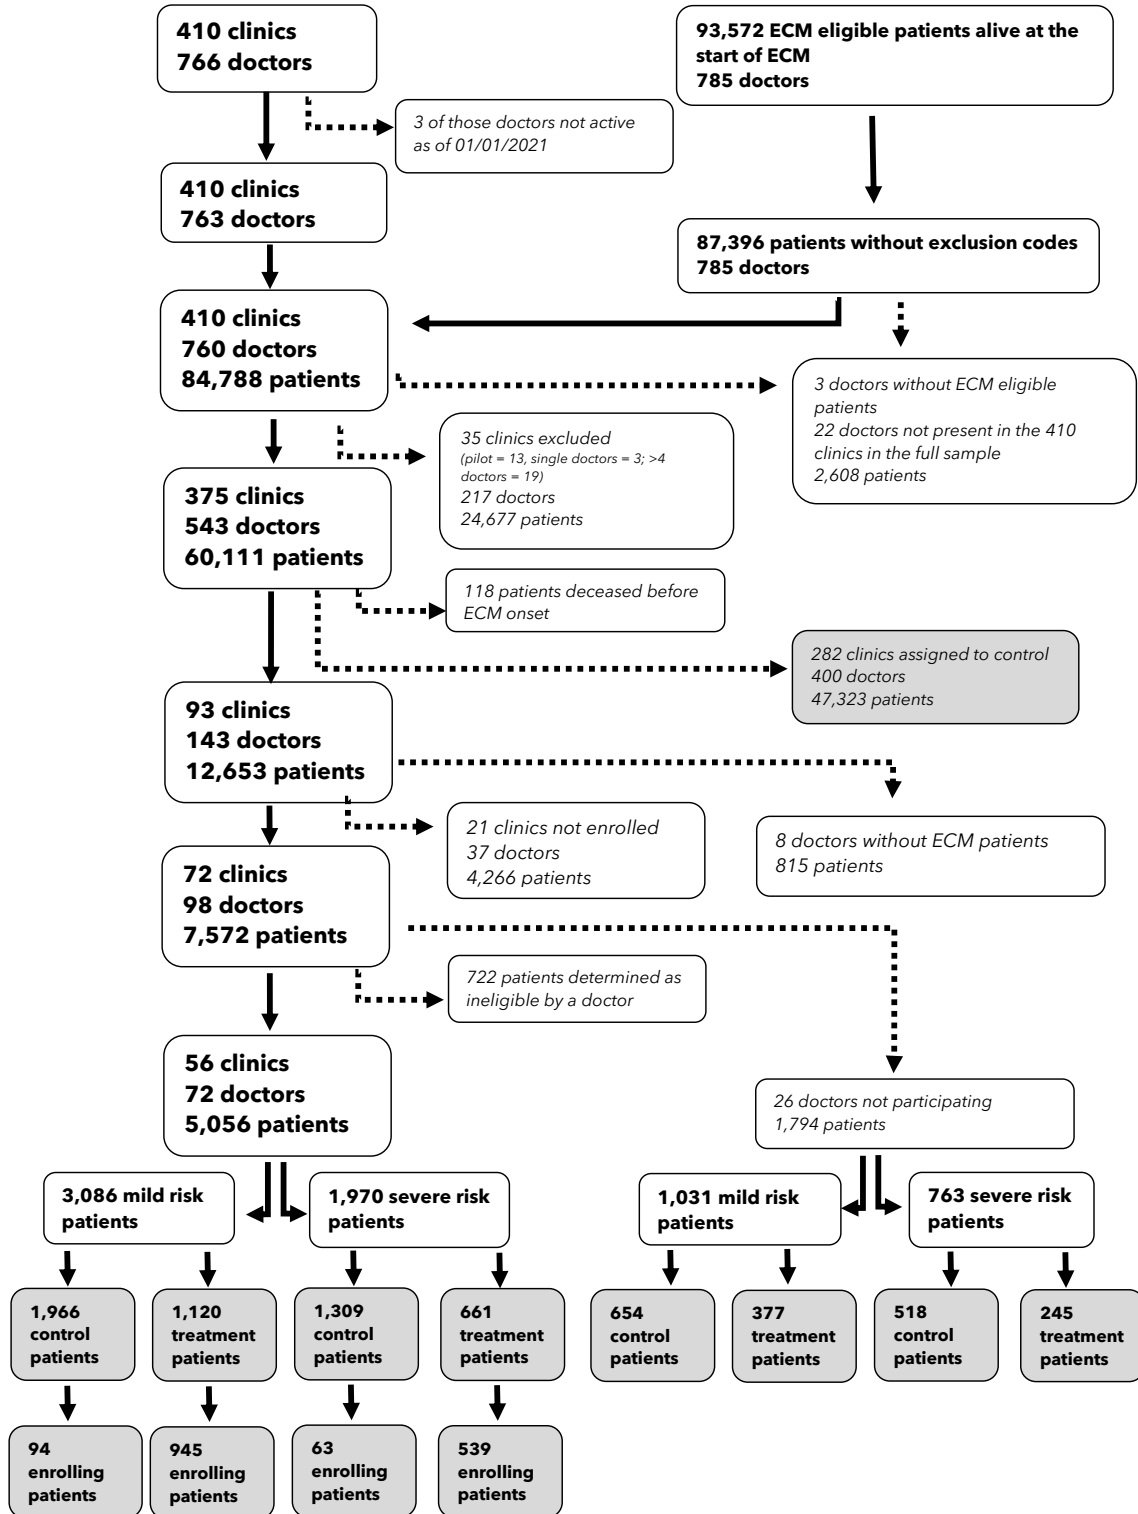 410 clinics
766 doctors
93,572 ECM eligible patients alive at the
start of ECM
785 doctors
3 of those doctors not active
as of 01/01/2021
410 clinics
763 doctors
87,396 patients without exclusion codes
785 doctors
410 clinics
760 doctors
84,788 patients
3 doctors without ECM eligible
patients
22 doctors not present in the 410
clinics in the full sample
2,608 patients
35 clinics excluded
(pilot = 13, single doctors = 3; >4
doctors = 19)
217 doctors
24,677 patients
375 clinics
543 doctors
60,111 patients
118 patients deceased before
ECM onset
282 clinics assigned to control
400 doctors
47,323 patients
93 clinics
143 doctors
12,653 patients
21 clinics not enrolled
37 doctors
4,266 patients
8 doctors without ECM patients
815 patients
72 clinics
98 doctors
7,572 patients
722 patients determined as
ineligible by a doctor
56 clinics
72 doctors
5,056 patients
26 doctors not participating
1,794 patients
3,086 mild risk
patients
1,970 severe risk
patients
1,031 mild risk
patients
763 severe risk
patients
1,966
control
patients
1,120
treatment
patients
1,309
control
patients
661
treatment
patients
654
control
patients
377
treatment
patients
518
control
patients
245
treatment
patients
94
enrolling
patients
945
enrolling
patients
63
enrolling
patients
539
enrolling
patients